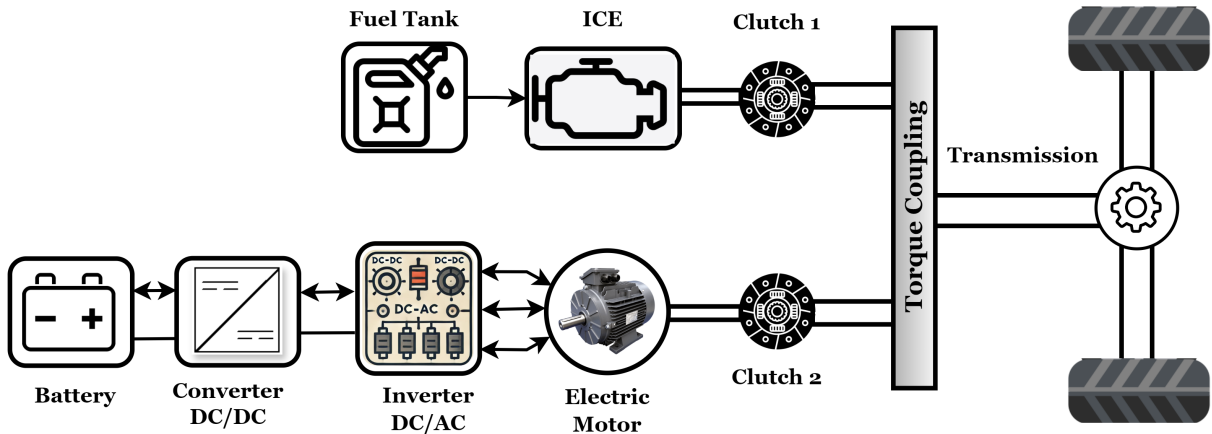 Fuel Tank
ICE
Clutch 1
Torque Coupling
Transmission
DC-DC
DC-DC
DC-AC
Battery
Converter
DC/DC
Inverter
DC/AC
Electric
Motor
Clutch 2